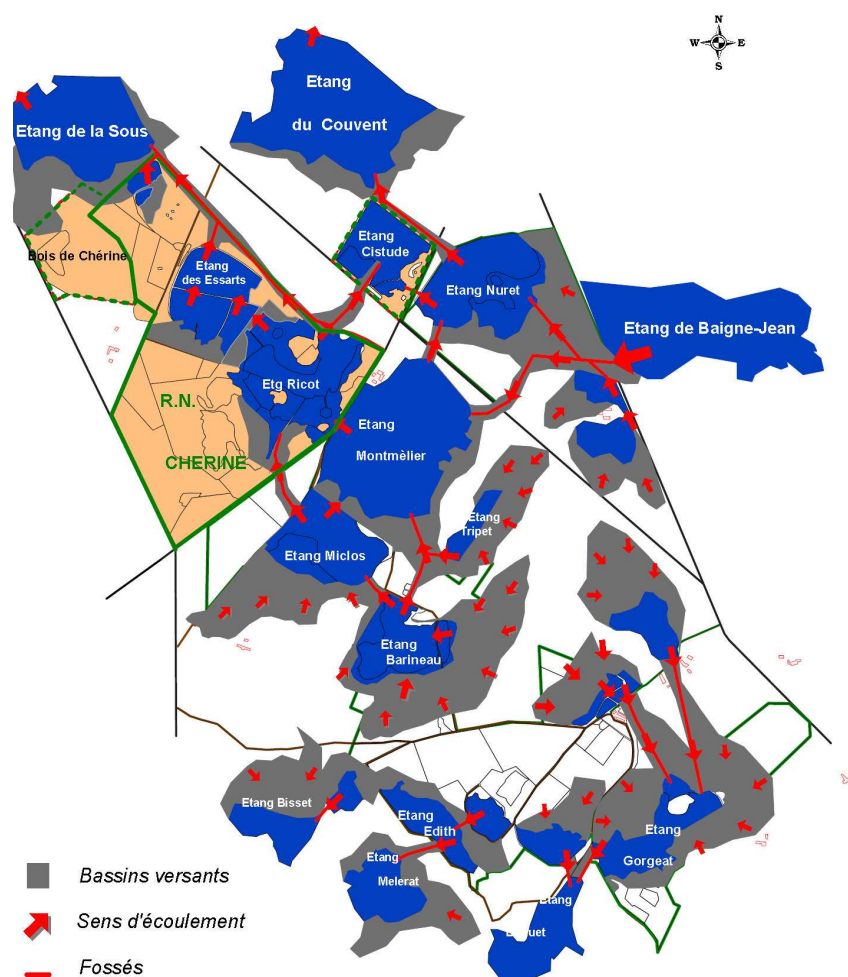 N
W E
S
Etang
du Couvent
Etang de la Sous
Etang
Cistude
Bois de Chérine
Etang
des Essarts
Etang Nuret
Etang de Baigne-Jean
Etg Ricot
R.N.
CHERINE
Etang
Montmèlier
Etang
Tripet
Etang Miclos
Etang
Barineau
Etang Bisset
Etang
Edith
Etang
Gorgeat
Etang
Melerat
Etang
Bassins versants
Sens d'écoulement
Fossés